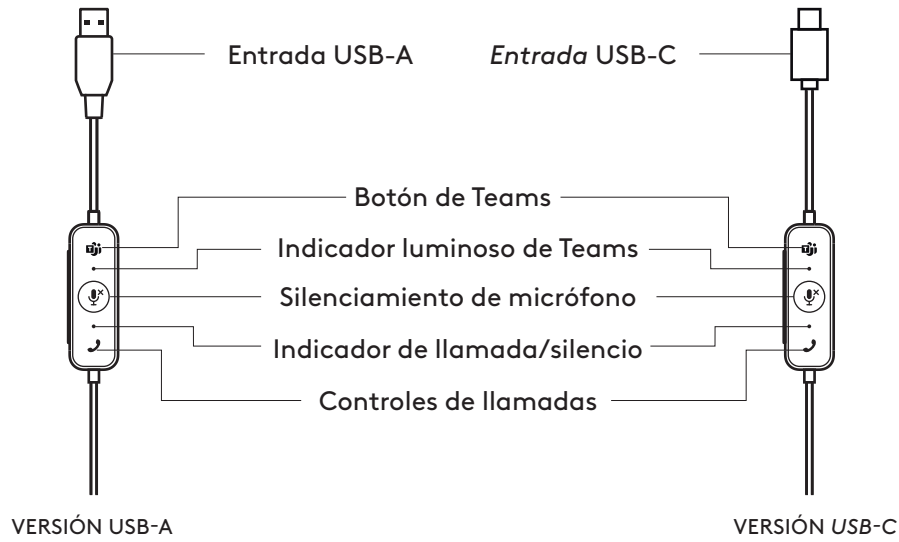 Entrada USB-A
Entrada USB-C
Botón de Teams
Indicador luminoso de Teams
Silenciamiento de micrófono
Indicador de llamada/silencio
Controles de llamadas
VERSIÓN USB-A
VERSIÓN USB-C